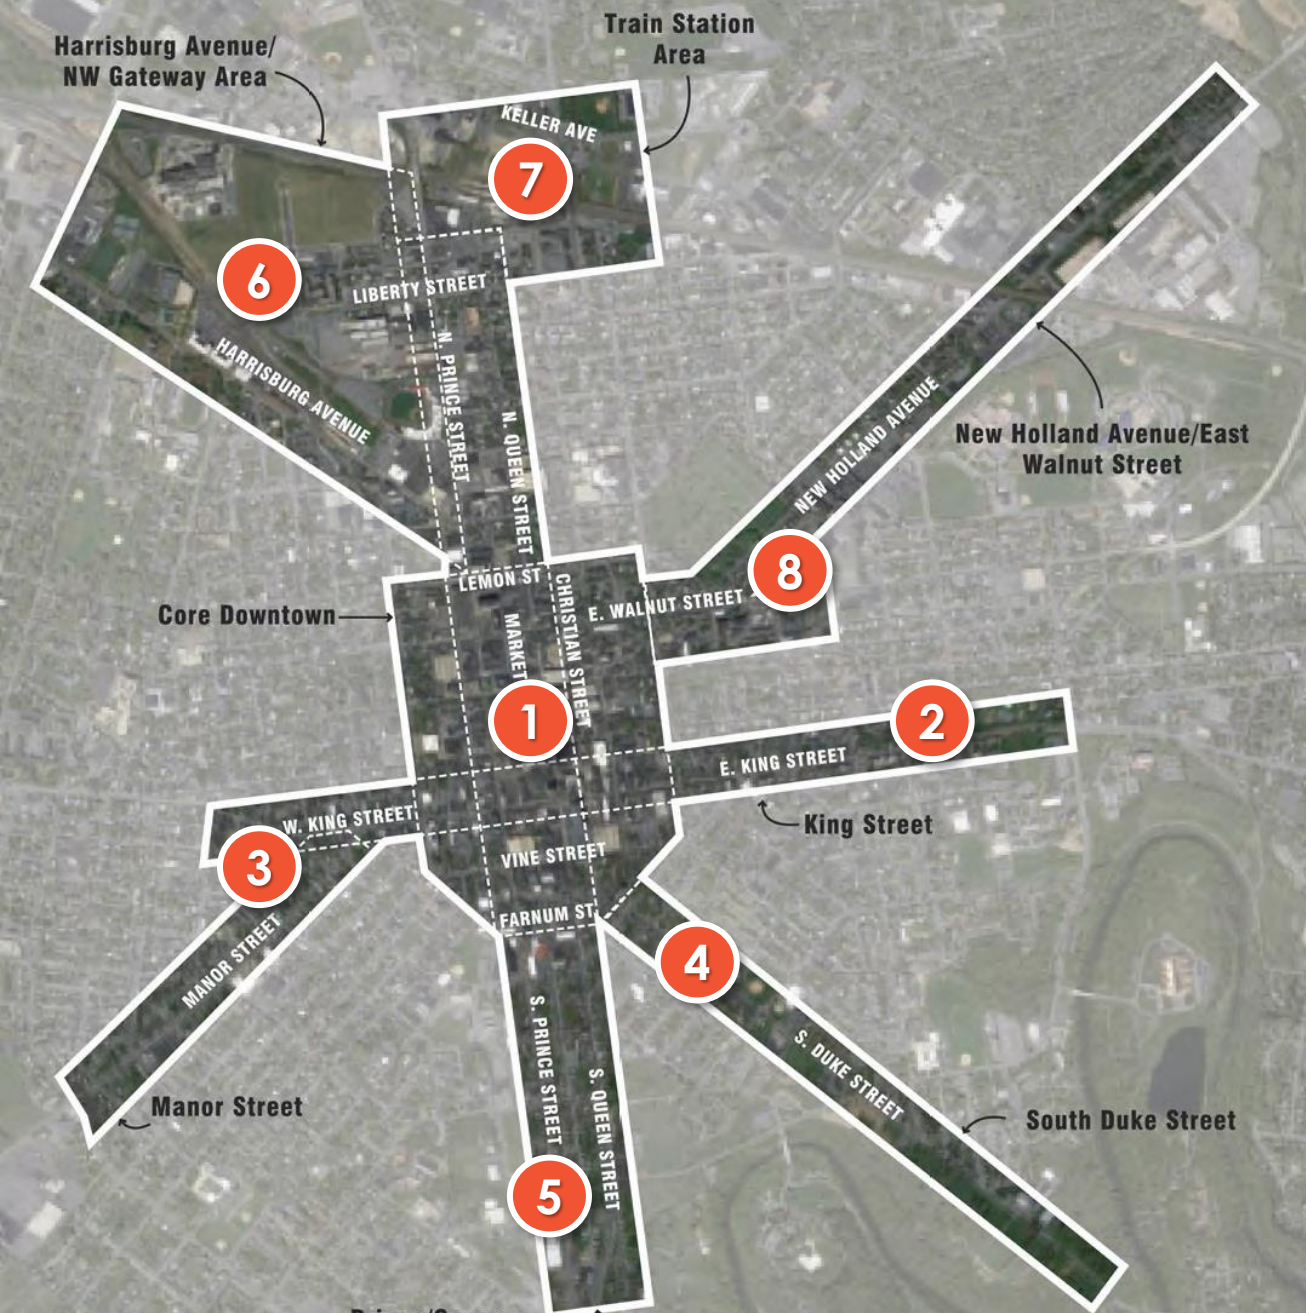 Train Station
Area
Harrisburg Avenue/
NW Gateway Area
KELLER AVE
7
6
LIBERTY STREET
HARRISBURG AVENUE
N. PRINCE STREET
N. QUEEN STREET
NEW HOLLAND AVENUE
New Holland Avenue/East
Walnut Street
8
LEMON ST
CHRISTIAN STREET
E. WALNUT STREET
Core Downtown
MARKET
1
2
E. KING STREET
King Street
W. KING STREET
3
VINE STREET
FARNUM ST
MANOR STREET
4
S. PRINCE STREET
S. DUKE STREET
S. QUEEN STREET
Manor Street
South Duke Street
5